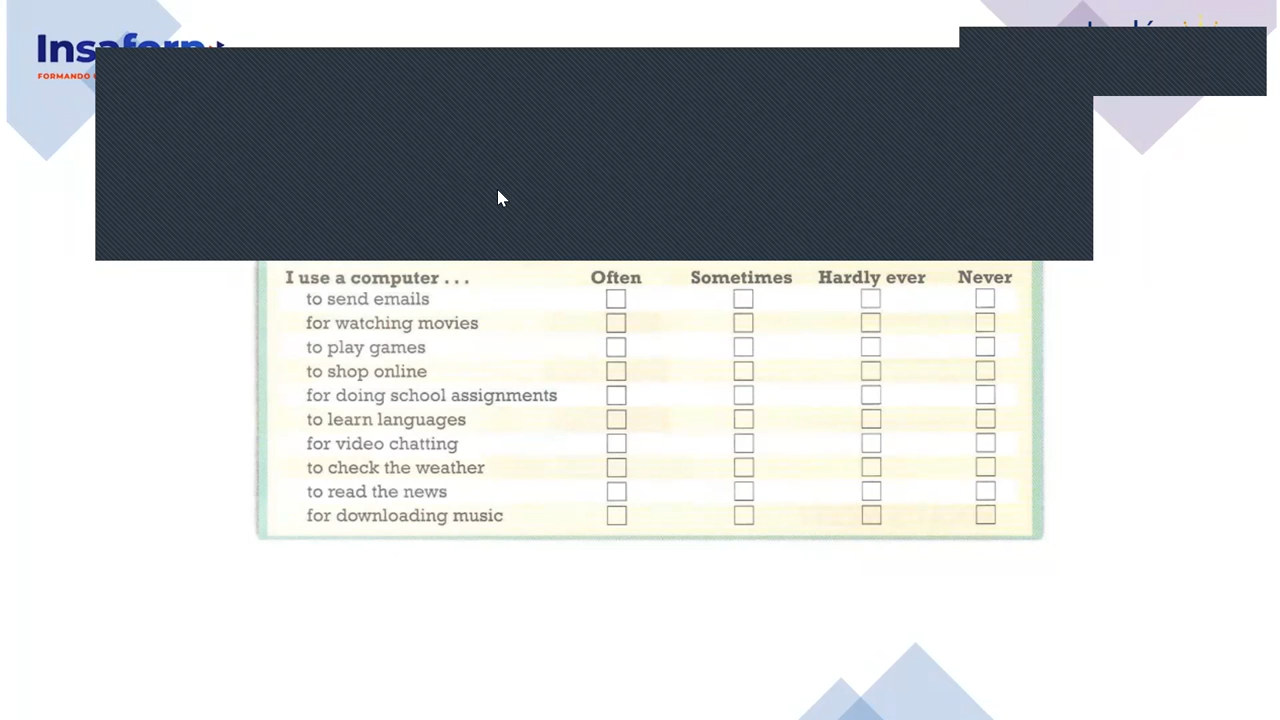 I use a computer . . . Often Sometimes Hardly ever Never
to send emails
for watching movies
to play games
to shop online
for doing school assignments
to learn languages
for video chatting
to check the weather
to read the news
for downloading music